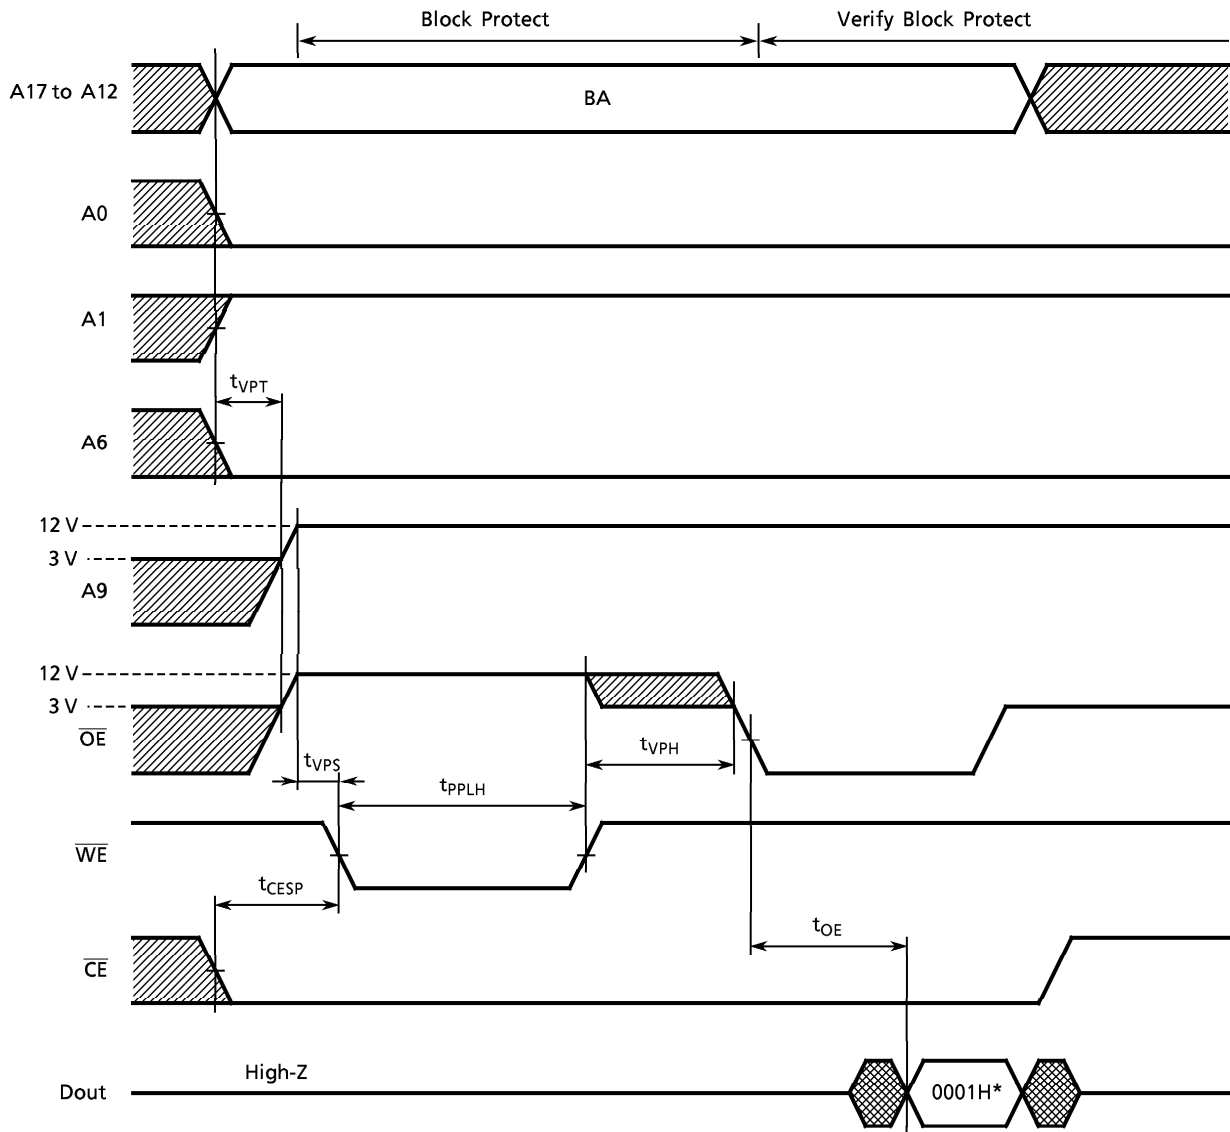 Block Protect
Verify Block Protect
A17 to A12
BA
A0
A1
tVPT
A6
12 V
3 V
A9
12 V
3 V
OE
tVPH
tVPS
tPPLH
WE
tCESP
tOE
CE
High-Z
Dout
0001H*